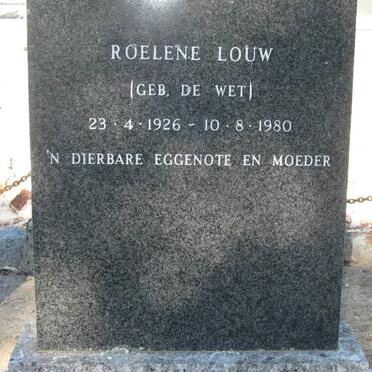 ROELENE LOUW
(GEB. DE WET)
23 · 4 · 1926 – 10 · 8 · 1980
'N DIERBARE EGGENOTE EN MOEDER